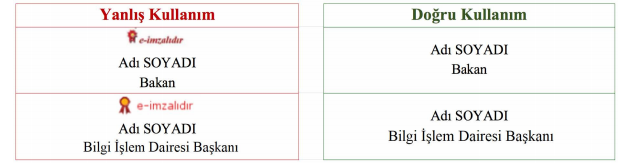 Yanlış Kullanım
e-imzalıdır
Adı SOYADI
Bakan
e-imzalıdır
Adı SOYADI
Bilgi İşlem Dairesi Başkanı
Doğru Kullanım
Adı SOYADI
Bakan
Adı SOYADI
Bilgi İşlem Dairesi Başkanı